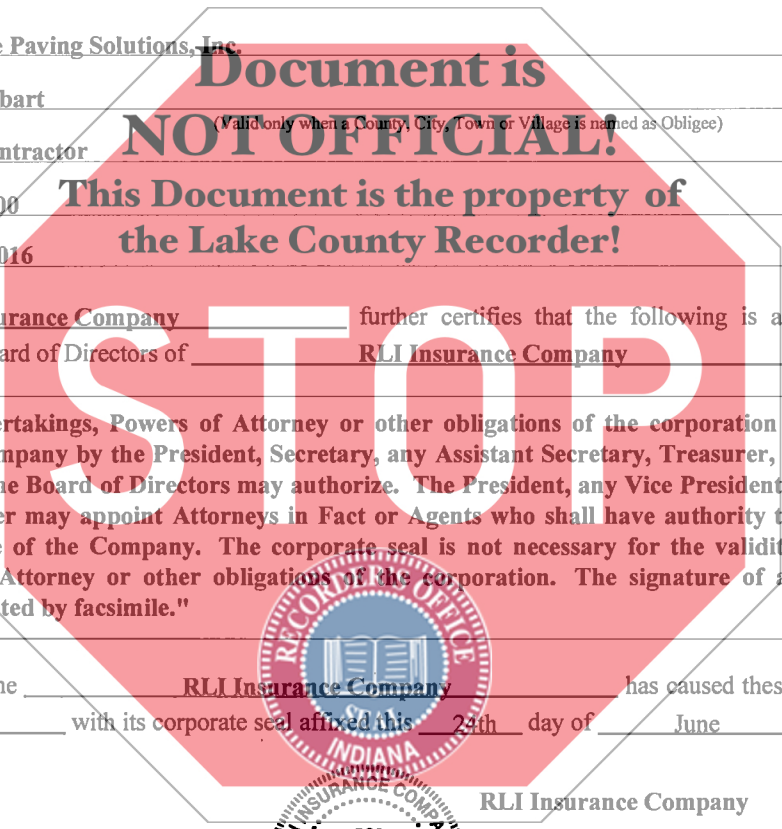 e Paving Solutions, Inc.
Document is
bart
(Valid only when a County, City, Town or Village is named as Obligee)
NOT OFFICIAL!
ntractor
This Document is the property of
00
the Lake County Recorder!
016
STOP
urance Company further certifies that the following is a
ard of Directors of RLI Insurance Company
ertakings, Powers of Attorney or other obligations of the corporation
mpany by the President, Secretary, any Assistant Secretary, Treasurer,
he Board of Directors may authorize. The President, any Vice President
er may appoint Attorneys in Fact or Agents who shall have authority t
e of the Company. The corporate seal is not necessary for the validit
Attorney or other obligations of the corporation. The signature of a
ted by facsimile."
RECORDER'S OFFICE
SEAL
INDIANA
he RLI Insurance Company has caused thes
with its corporate seal affixed this 24th day of June
INSURANCE COMPA
RLI Insurance Company